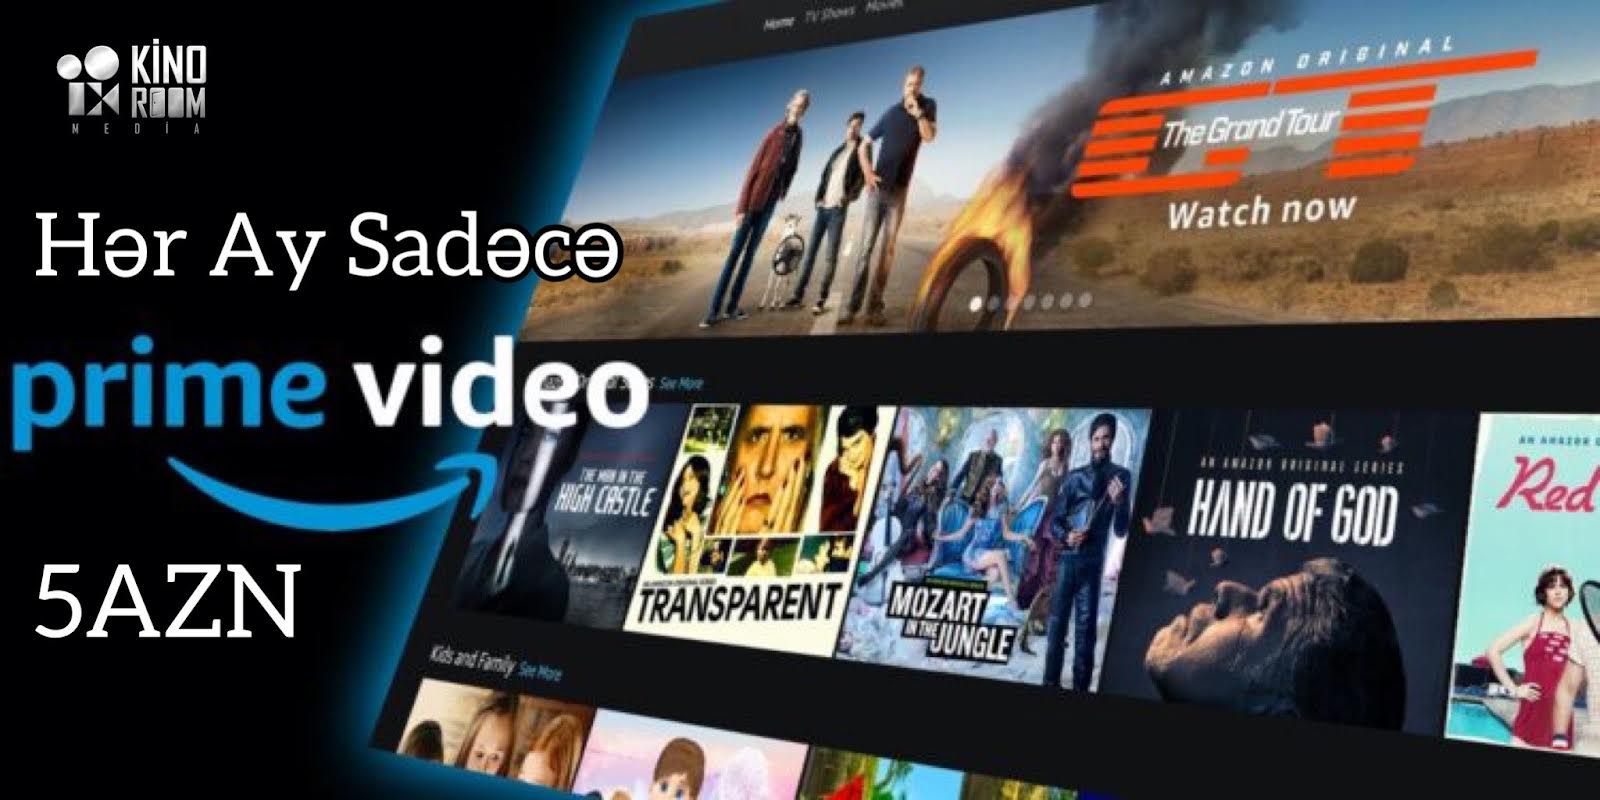 KİNO
ROOM
MEDİA
Hər Ay Sadəcə
prime video
5AZN
Home TV Shows Movies
AMAZON ORIGINAL
The Grand Tour
Watch now
See More
THE MAN IN THE
HIGH CASTLE
TRANSPARENT
MOZART
IN THE JUNGLE
AN AMAZON ORIGINAL SERIES
HAND OF GOD
AN AMAZON
Red
Kids and Family See More